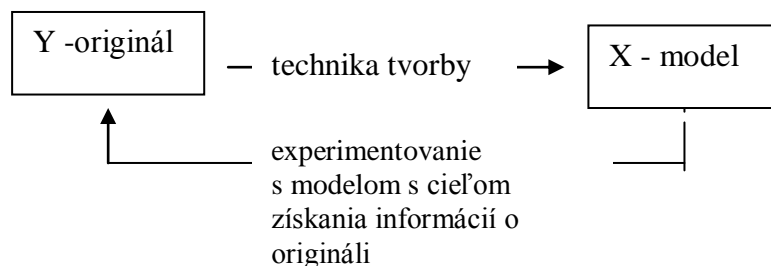 Y -originál
technika tvorby
X - model
experimentovanie
s modelom s cieľom
získania informácií o
origináli